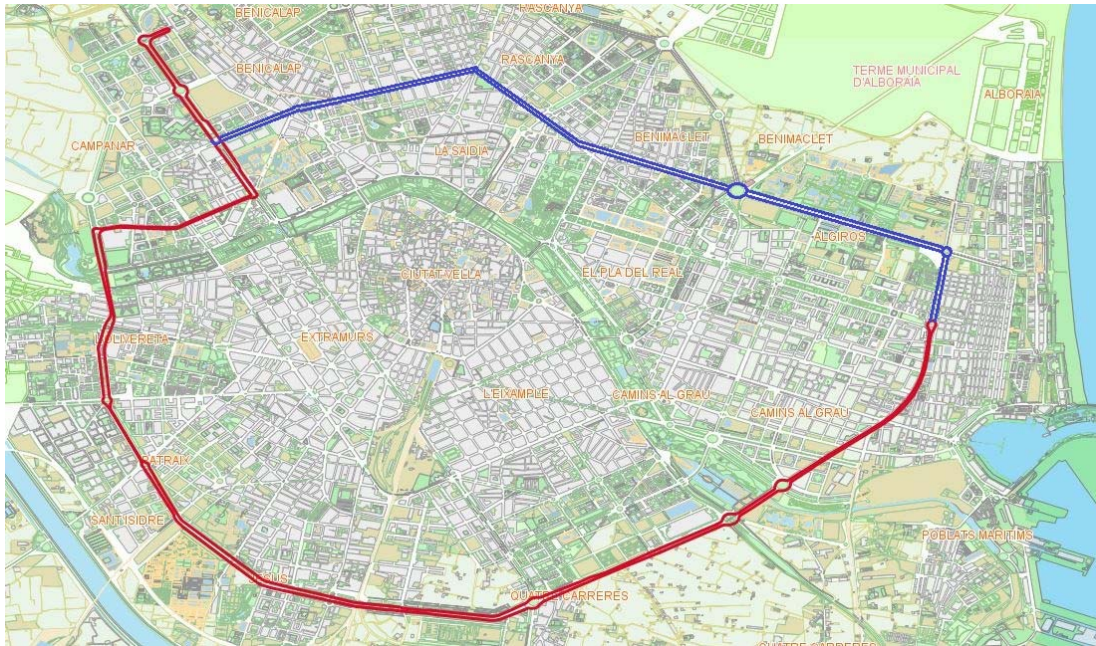 BENICALAP
RASCANYA
BENICALAP
RASCANYA
TERME MUNICIPAL
D'ALBORAIA
ALBORAIA
BENIMACLET
BENIMACLET
CAMPANAR
LA SAIDIA
ALGIROS
CIUTAT VELLA
EL PLA DEL REAL
EXTRAMURS
L'EIXAMPLE
CAMINS AL GRAU
CAMINS AL GRAU
PATRAIX
SANT ISIDRE
POBLATS MARITIMS
JESUS
QUATRE CARRERES
QUATRE CARRERES